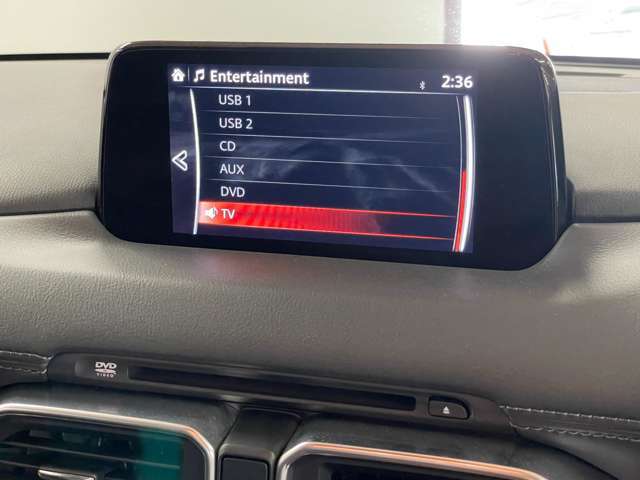 Entertainment
2:36
USB 1
USB 2
CD
AUX
DVD
TV
DVD
VIDEO